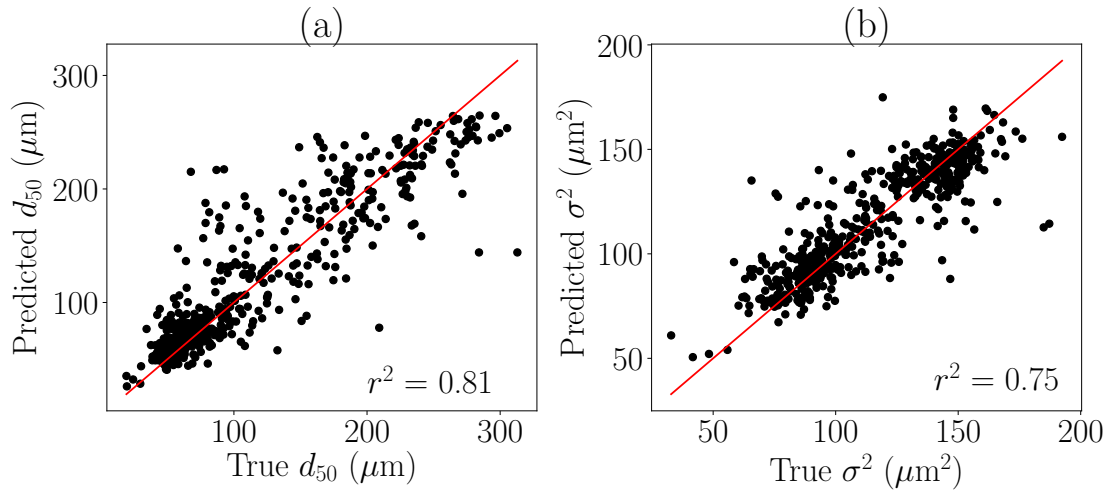 (a)
300
200
100
Predicted d₅₀ (μm)
r² = 0.81
100 200 300
True d₅₀ (μm)
(b)
200
150
100
50
Predicted σ² (μm²)
r² = 0.75
50 100 150 200
True σ² (μm²)